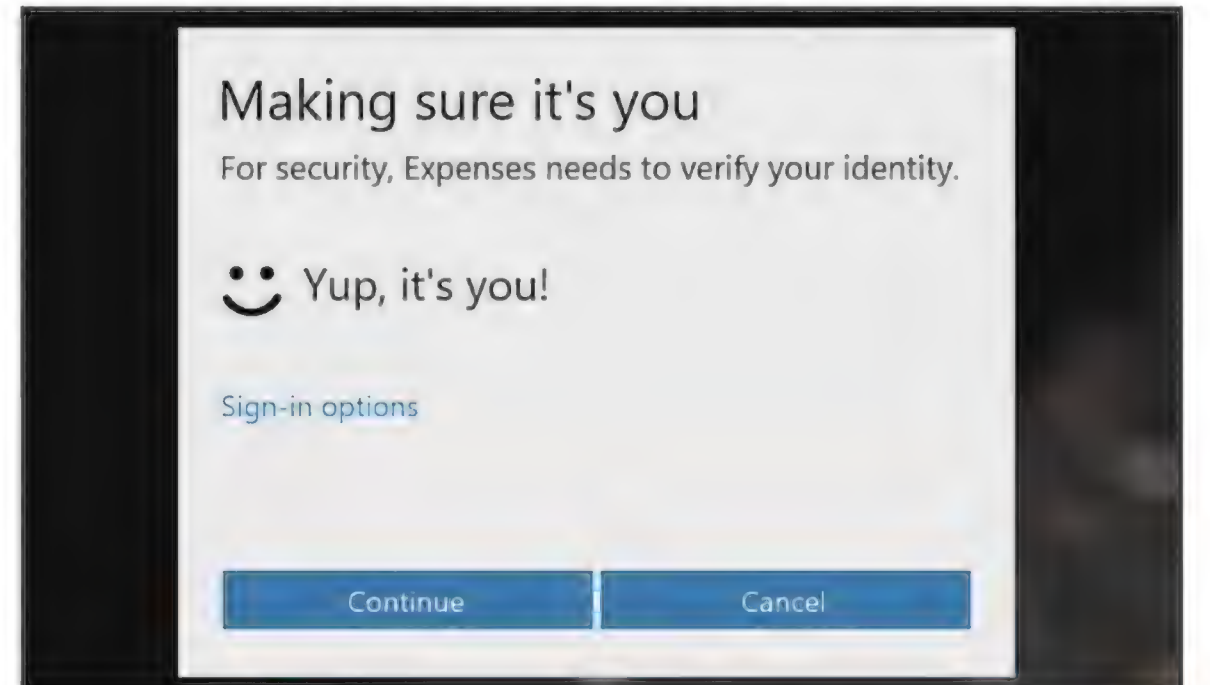 Making sure it's you
For security, Expenses needs to verify your identity.
Yup, it's you!
Sign-in options
Continue
Cancel